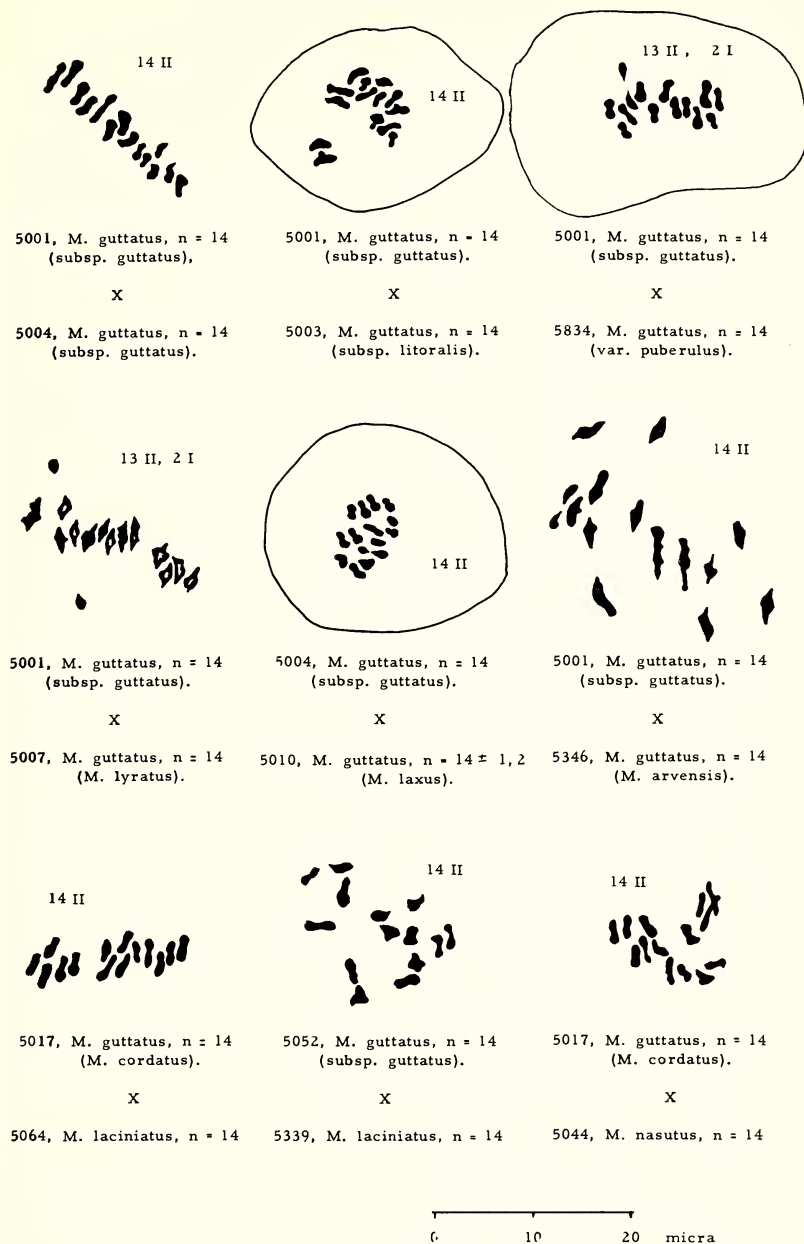 14 II
5001, M. guttatus, n = 14
(subsp. guttatus),
X
5004, M. guttatus, n = 14
(subsp. guttatus).
14 II
5001, M. guttatus, n = 14
(subsp. guttatus).
X
5003, M. guttatus, n = 14
(subsp. litoralis).
13 II, 2 I
5001, M. guttatus, n = 14
(subsp. guttatus).
X
5834, M. guttatus, n = 14
(var. puberulus).
13 II, 2 I
5001, M. guttatus, n = 14
(subsp. guttatus).
X
5007, M. guttatus, n = 14
(M. lyratus).
14 II
5004, M. guttatus, n = 14
(subsp. guttatus).
X
5010, M. guttatus, n = 14 ± 1, 2
(M. laxus).
14 II
5001, M. guttatus, n = 14
(subsp. guttatus).
X
5346, M. guttatus, n = 14
(M. arvensis).
14 II
5017, M. guttatus, n = 14
(M. cordatus).
X
5064, M. laciniatus, n = 14
14 II
5052, M. guttatus, n = 14
(subsp. guttatus).
X
5339, M. laciniatus, n = 14
14 II
5017, M. guttatus, n = 14
(M. cordatus).
X
5044, M. nasutus, n = 14
0 10 20 micra